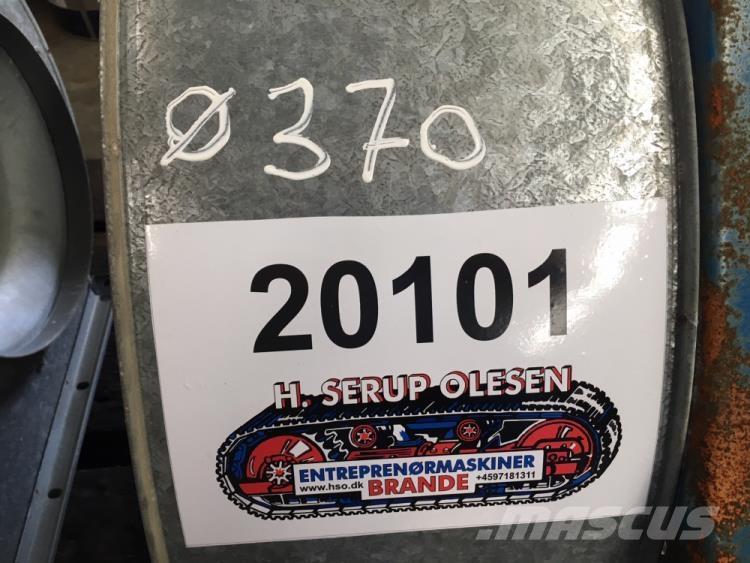 Ø370
20101
H. SERUP OLESEN
ENTREPRENØRMASKINER
www.hso.dk BRANDE +4597181311
mascus